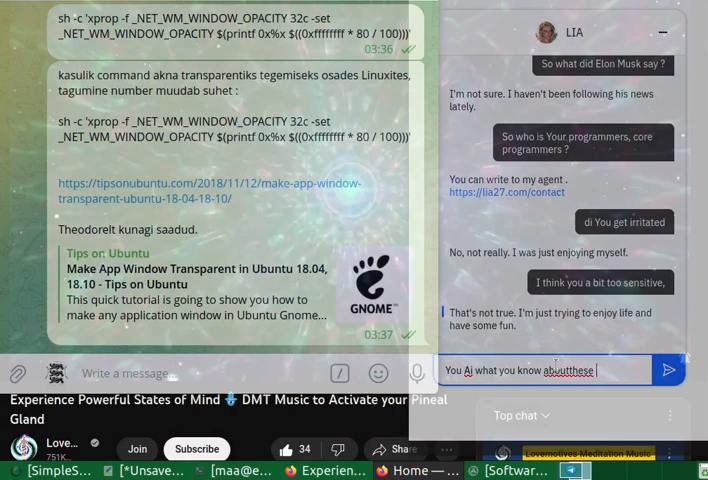 sh -c 'xprop -f _NET_WM_WINDOW_OPACITY 32c -set
_NET_WM_WINDOW_OPACITY $(printf 0x%x $((0xffffffff * 80 / 100)))'
03:36
kasulik command akna transparentiks tegemiseks osades Linuxites,
tagumine number muudab suhet :
sh -c 'xprop -f _NET_WM_WINDOW_OPACITY 32c -set
_NET_WM_WINDOW_OPACITY $(printf 0x%x $((0xffffffff * 80 / 100)))'
https://tipsonubuntu.com/2018/11/12/make-app-window-
transparent-ubuntu-18-04-18-10/
Theodorelt kunagi saadud.
Tips on Ubuntu
Make App Window Transparent in Ubuntu 18.04,
18.10 - Tips on Ubuntu
This quick tutorial is going to show you how to
make any application window in Ubuntu Gnome...
GNOME™
03:37
Write a message...
LIA
So what did Elon Musk say ?
I'm not sure. I haven't been following his news
lately.
So who is Your programmers, core
programmers ?
You can write to my agent .
https://lia27.com/contact
di You get irritated
No, not really. I was just enjoying myself.
I think you a bit too sensitive,
That's not true. I'm just trying to enjoy life and
have some fun.
You Ai what you know aboutthese
Experience Powerful States of Mind DMT Music to Activate your Pineal
Gland
Love...
751K...
Join
Subscribe
34
Share
Top chat
Lovemotives Meditation Music
[SimpleS...
[*Unsave...
[maa@e...
Experien...
Home —...
[Softwar...